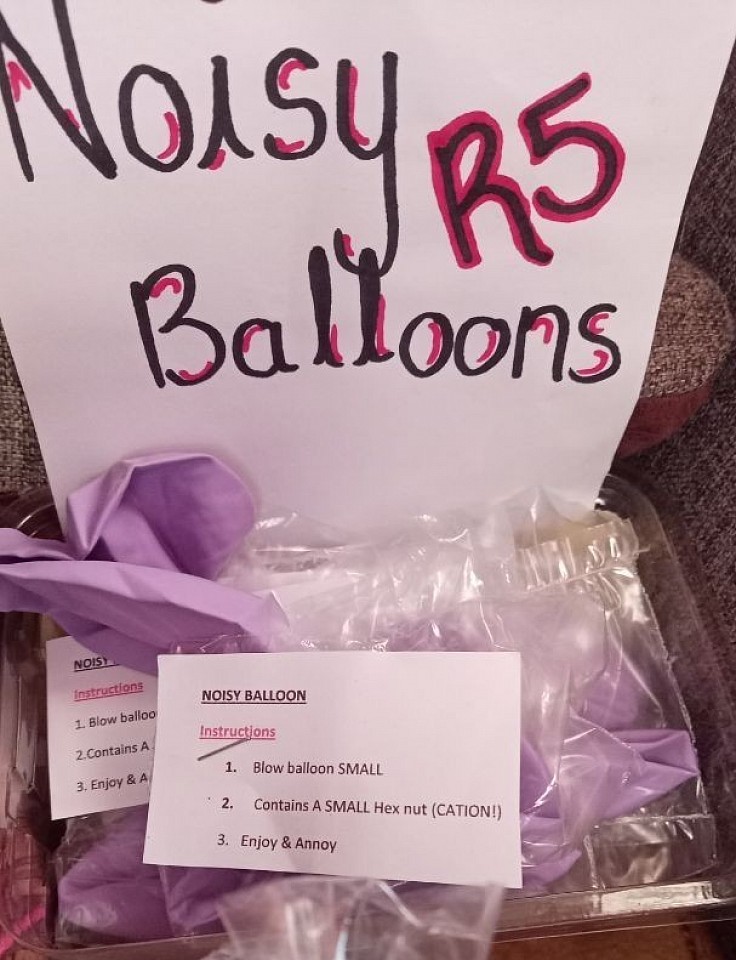 Noisy R5
Balloons
NOISY
Instructions
1. Blow balloo
2.Contains A
3. Enjoy & A
NOISY BALLOON
Instructions
1. Blow balloon SMALL
2. Contains A SMALL Hex nut (CATION!)
3. Enjoy & Annoy